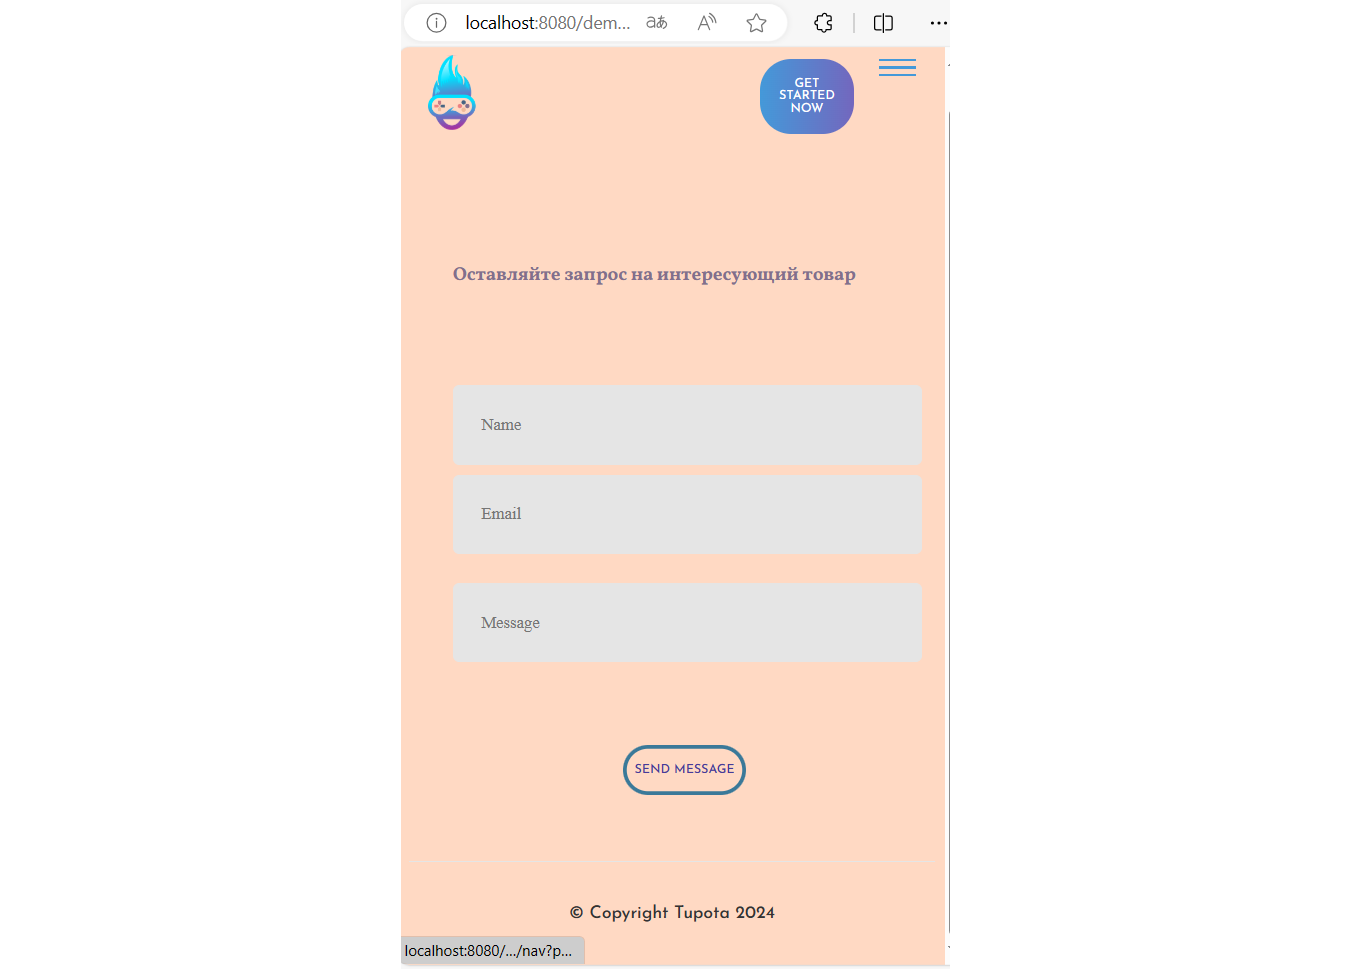 localhost:8080/dem...
GET
STARTED
NOW
Оставляйте запрос на интересующий товар
Name
Email
Message
SEND MESSAGE
© Copyright Tupota 2024
localhost:8080/.../nav?p...